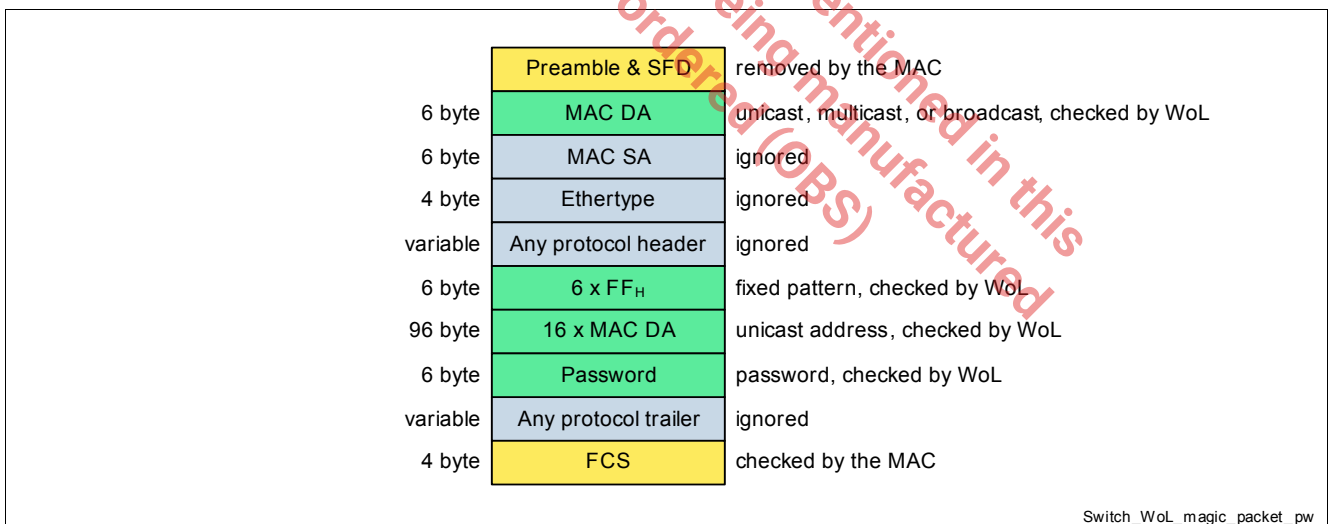 Preamble & SFD removed by the MAC
6 byte MAC DA unicast, multicast, or broadcast, checked by WoL
6 byte MAC SA ignored
4 byte Ethertype ignored
variable Any protocol header ignored
6 byte 6 x FFH fixed pattern, checked by WoL
96 byte 16 x MAC DA unicast address, checked by WoL
6 byte Password password, checked by WoL
variable Any protocol trailer ignored
4 byte FCS checked by the MAC
Switch_WoL_magic_packet_pw
entioned in this
eing manufactured
ordered (OBS)